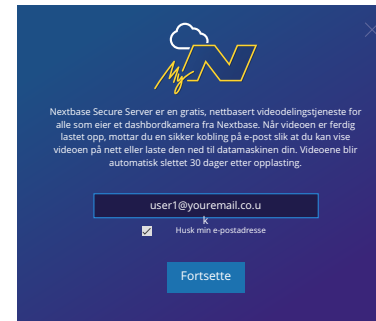 My N
Nextbase Secure Server er en gratis, nettbasert videodelingstjeneste for
alle som eier et dashbordkamera fra Nextbase. Når videoen er ferdig
lastet opp, mottar du en sikker kobling på e-post slik at du kan vise
videoen på nett eller laste den ned til datamaskinen din. Videoene blir
automatisk slettet 30 dager etter opplasting.
user1@youremail.co.u
k
Husk min e-postadresse
Fortsette